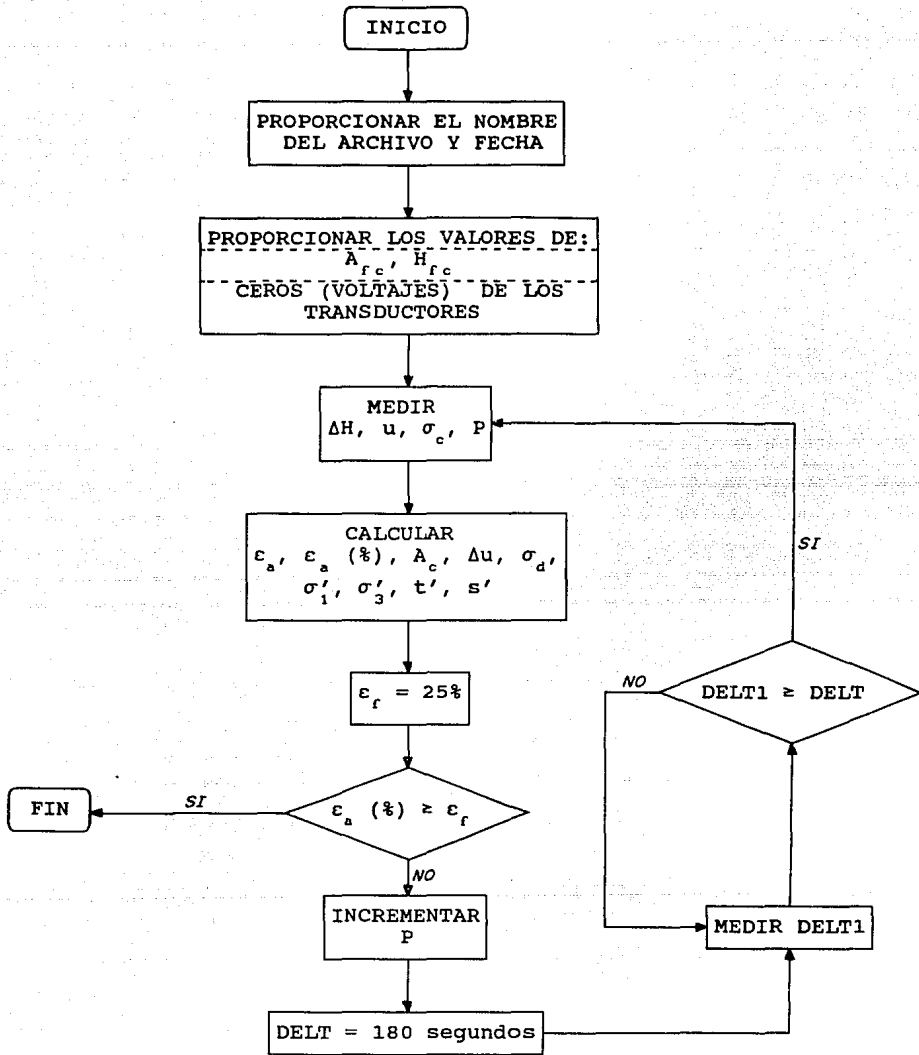 INICIO
PROPORCIONAR EL NOMBRE
DEL ARCHIVO Y FECHA
PROPORCIONAR LOS VALORES DE:
A_fc, H_fc
CEROS (VOLTAJES) DE LOS
TRANSDUCTORES
MEDIR
ΔH, u, σ_c, P
CALCULAR
ε_a, ε_a (%), A_c, Δu, σ_d,
σ'_1, σ'_3, t', s'
ε_f = 25%
ε_a (%) ≥ ε_f
SI
FIN
NO
INCREMENTAR
P
DELT = 180 segundos
MEDIR DELT1
DELT1 ≥ DELT
NO
SI